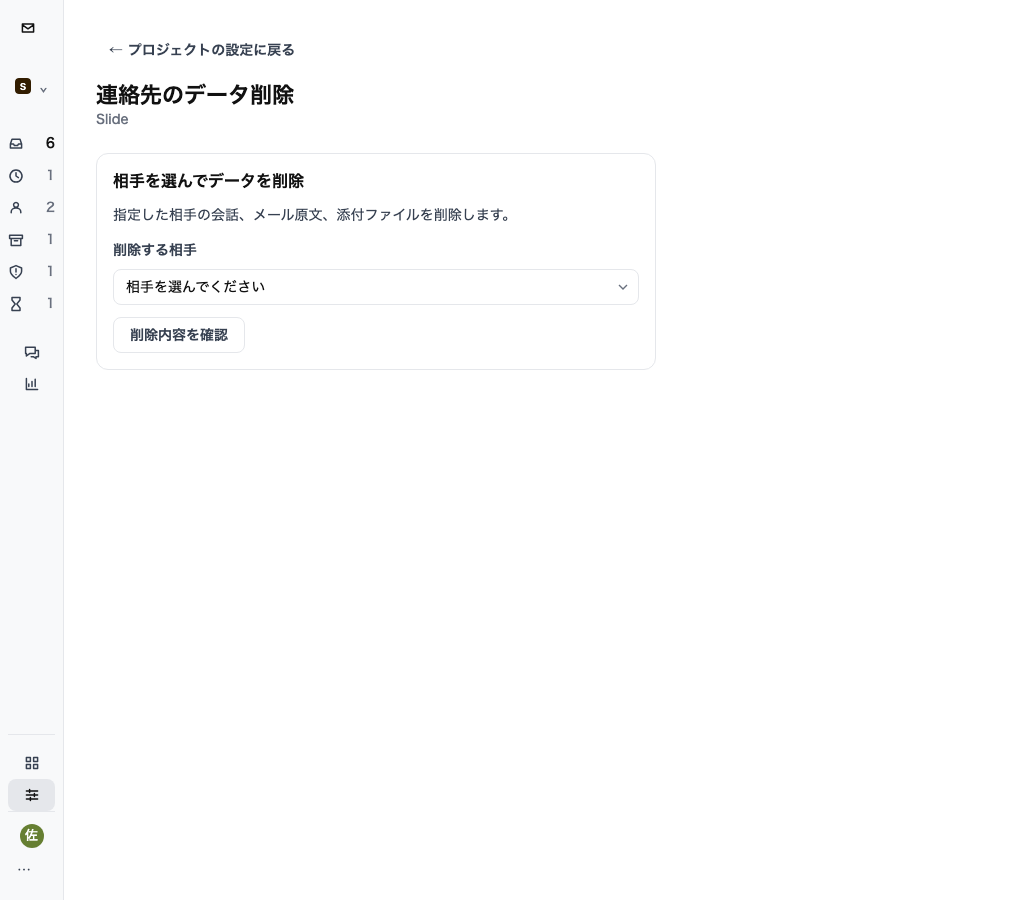 ← プロジェクトの設定に戻る
連絡先のデータ削除
Slide
相手を選んでデータを削除
指定した相手の会話、メール原文、添付ファイルを削除します。
削除する相手
相手を選んでください
削除内容を確認
S
6
1
2
1
1
1
佐
…